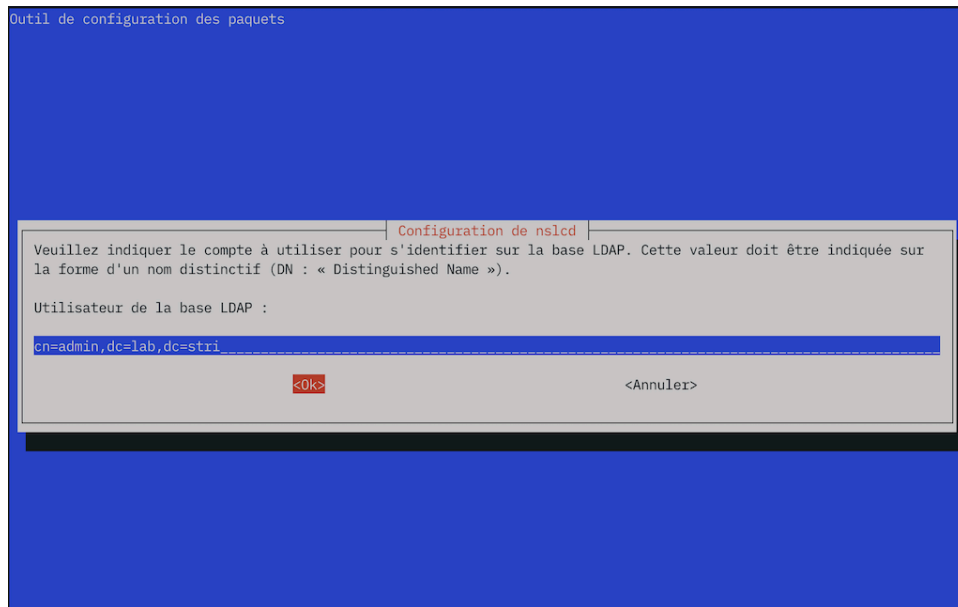 Outil de configuration des paquets
Configuration de nslcd
Veuillez indiquer le compte à utiliser pour s'identifier sur la base LDAP. Cette valeur doit être indiquée sur
la forme d'un nom distinctif (DN : « Distinguished Name »).
Utilisateur de la base LDAP :
cn=admin,dc=lab,dc=stri
<Ok> <Annuler>